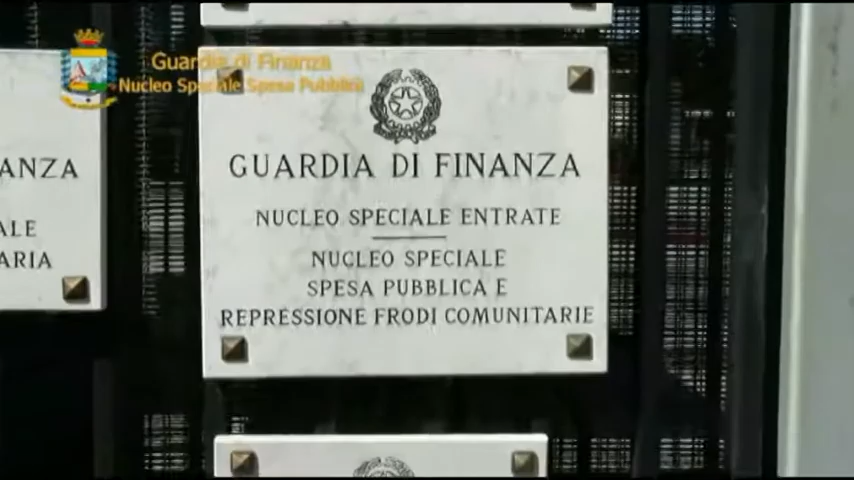 Guardia di Finanza
Nucleo Speciale Spesa Pubblica
GUARDIA DI FINANZA
NUCLEO SPECIALE ENTRATE
NUCLEO SPECIALE
SPESA PUBBLICA E
REPRESSIONE FRODI COMUNITARIE
ANZA
ALE
ARIA